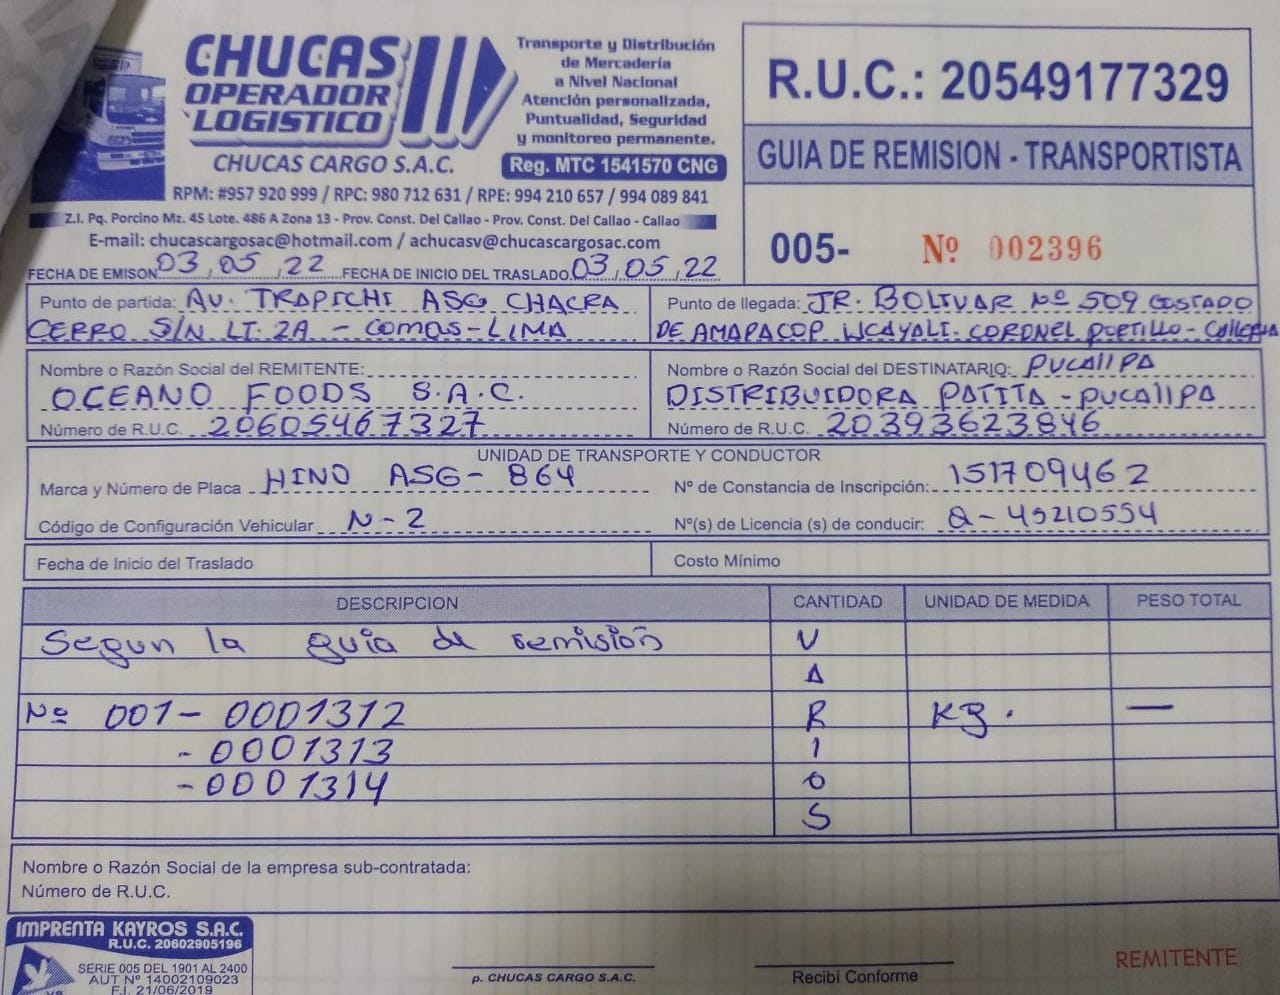 CHUCAS
OPERADOR
LOGISTICO
CHUCAS CARGO S.A.C.
Transporte y Distribución
de Mercadería
a Nivel Nacional
Atención personalizada,
Puntualidad, Seguridad
y monitoreo permanente.
Reg. MTC 1541570 CNG
RPM: #957 920 999 / RPC: 980 712 631 / RPE: 994 210 657 / 994 089 841
Z.I. Pq. Porcino Mz. 45 Lote. 486 A Zona 13 - Prov. Const. Del Callao - Prov. Const. Del Callao - Callao
E-mail: chucascargosac@hotmail.com / achucasv@chucascargosac.com
R.U.C.: 20549177329
GUIA DE REMISION - TRANSPORTISTA
005- Nº 002396
FECHA DE EMISON 03,05,22 FECHA DE INICIO DEL TRASLADO 03,05,22
Punto de partida: AV. TRAPICHI ASO CHACRA
CERRO S/N LT. 2A - COMAS - LIMA
Punto de llegada: JR. BOLIVAR Nº 509 COSTADO
DE AMAPACOP UCAYALI - CORONEL PORTILLO - Calleria
Nombre o Razón Social del REMITENTE:
OCEANO FOODS S.A.C.
Número de R.U.C. 20605467327
Nombre o Razón Social del DESTINATARIO: PUCAllPA
DISTRIBUIDORA PATITA - PUCAllPA
Número de R.U.C. 20393623846
UNIDAD DE TRANSPORTE Y CONDUCTOR
Marca y Número de Placa HINO ASG - 864
Nº de Constancia de Inscripción: 151709462
Código de Configuración Vehicular N-2
Nº(s) de Licencia (s) de conducir: Q-45210554
Fecha de Inicio del Traslado
Costo Mínimo
DESCRIPCION CANTIDAD UNIDAD DE MEDIDA PESO TOTAL
Segun la guia de remisión V
A
Nº 001-0001312 R Kg. —
-0001313 I
-0001314 O
S
Nombre o Razón Social de la empresa sub-contratada:
Número de R.U.C.
IMPRENTA KAYROS S.A.C.
R.U.C. 20602905196
SERIE 005 DEL 1901 AL 2400
AUT Nº 14002109023
F.I. 21/06/2019
p. CHUCAS CARGO S.A.C.
Recibí Conforme
REMITENTE